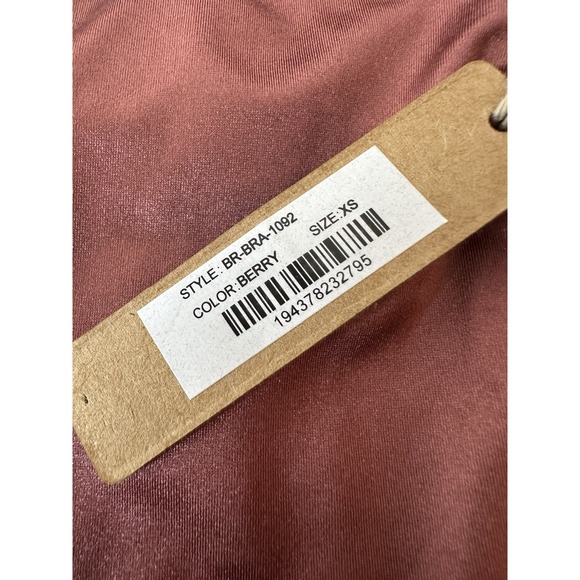 STYLE: BR-BRA-1092
COLOR: BERRY SIZE: XS
194378232795